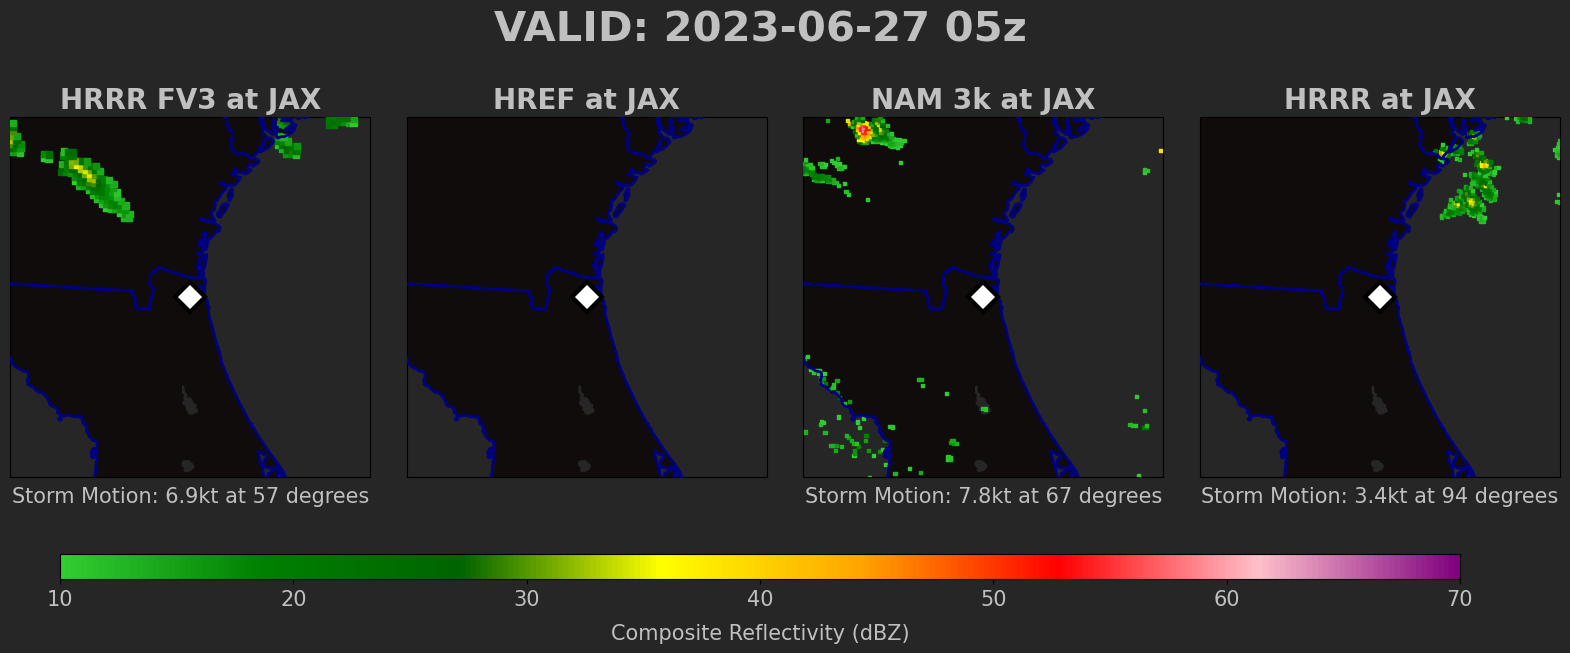 VALID: 2023-06-27 05z
HRRR FV3 at JAX
HREF at JAX
NAM 3k at JAX
HRRR at JAX
Storm Motion: 6.9kt at 57 degrees
Storm Motion: 7.8kt at 67 degrees
Storm Motion: 3.4kt at 94 degrees
10 20 30 40 50 60 70
Composite Reflectivity (dBZ)